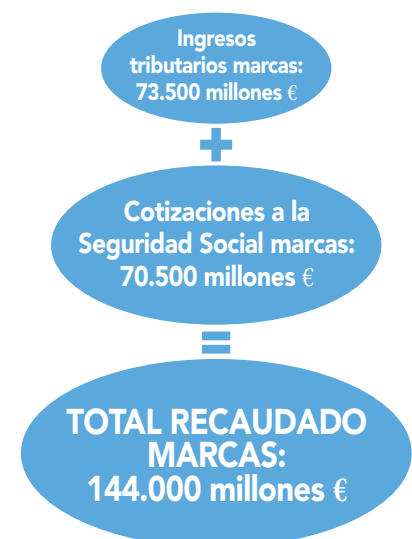 Ingresos
tributarios marcas:
73.500 millones €
+
Cotizaciones a la
Seguridad Social marcas:
70.500 millones €
=
TOTAL RECAUDADO
MARCAS:
144.000 millones €